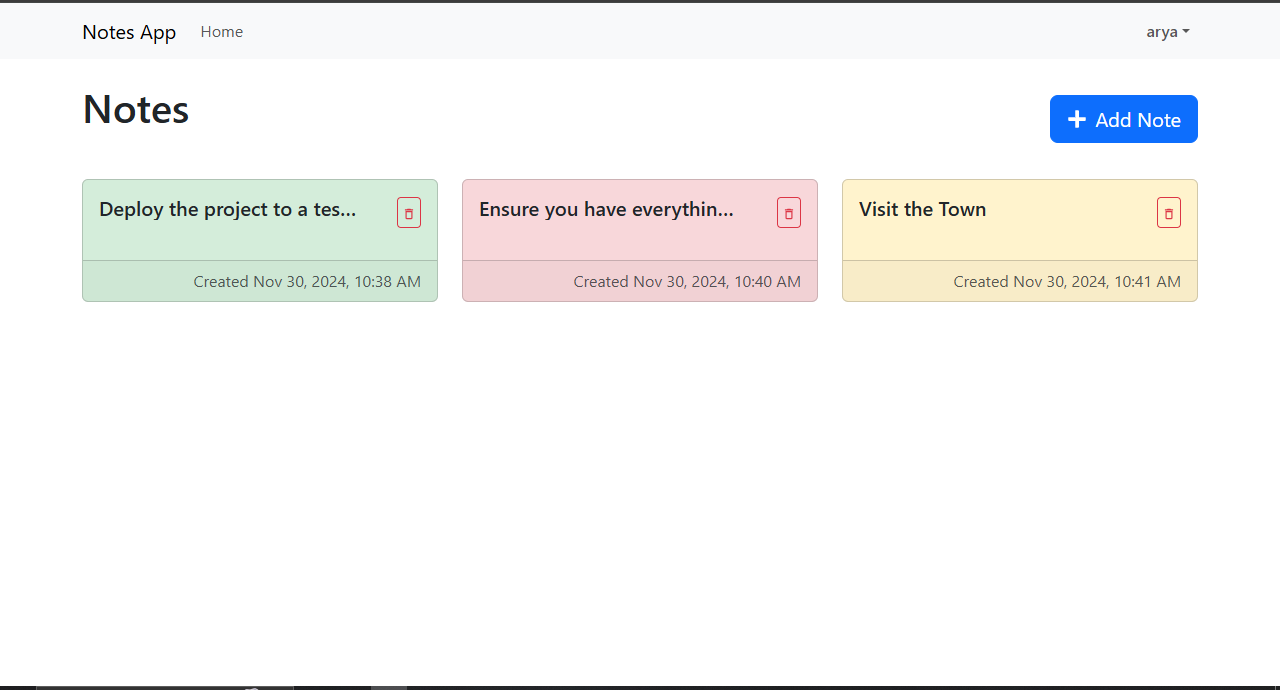 Notes App Home arya
Notes
Add Note
Deploy the project to a tes...
Ensure you have everythin...
Visit the Town
Created Nov 30, 2024, 10:38 AM
Created Nov 30, 2024, 10:40 AM
Created Nov 30, 2024, 10:41 AM